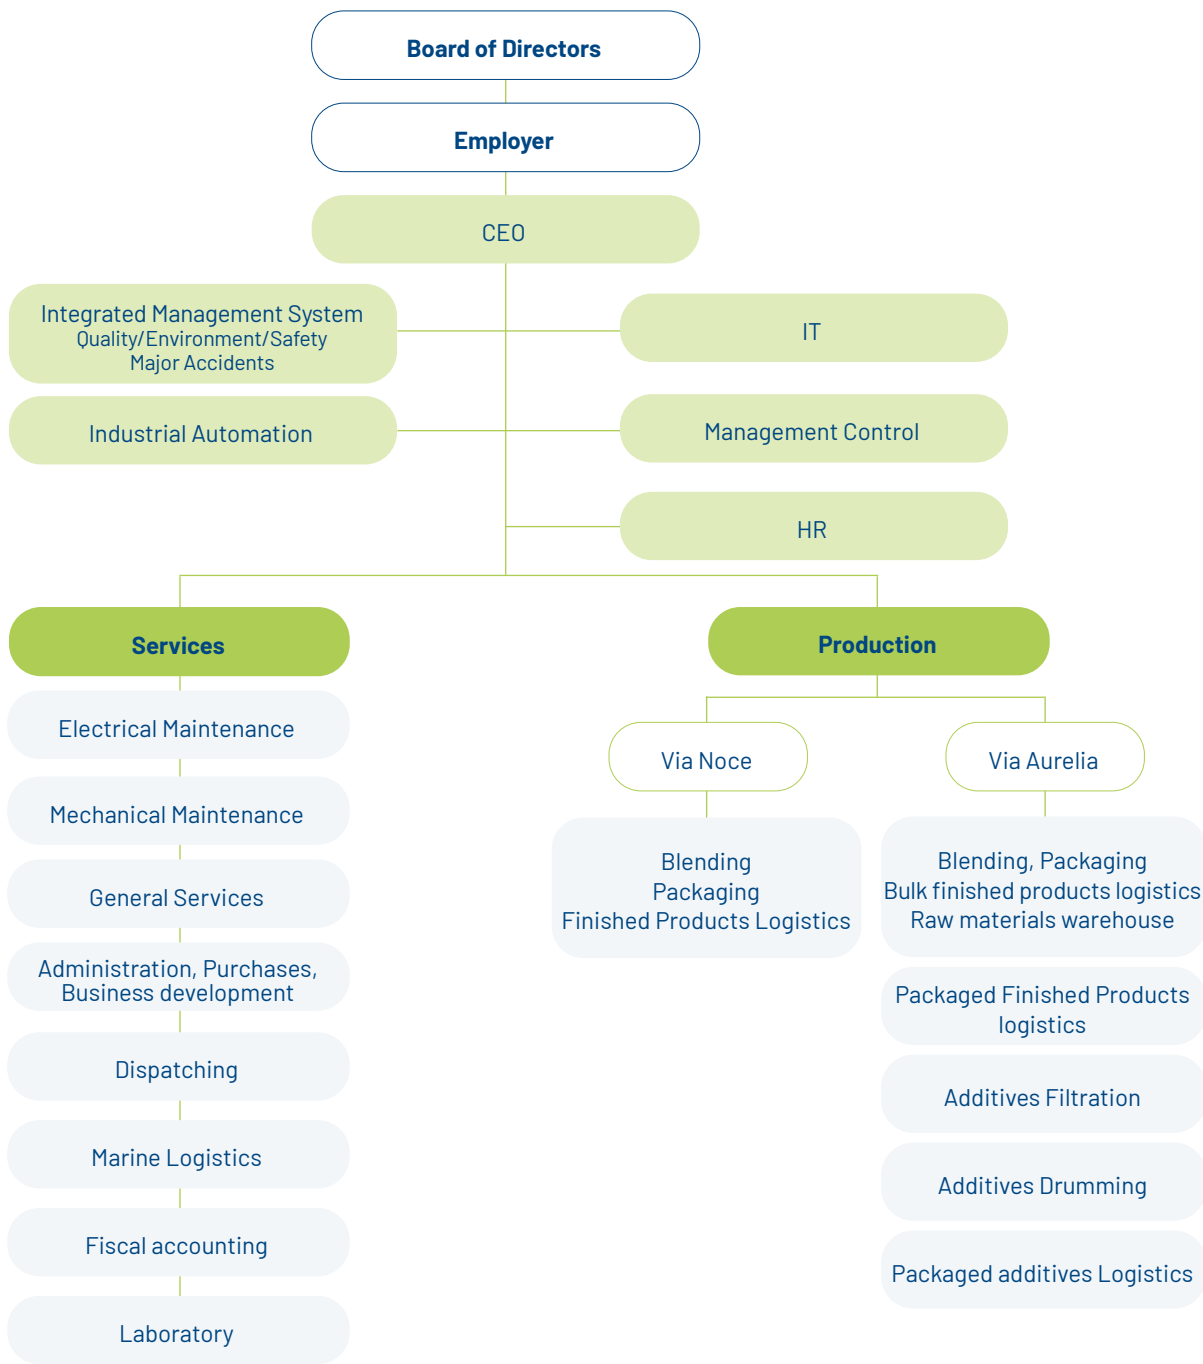 Board of Directors
Employer
CEO
Integrated Management System
Quality/Environment/Safety
Major Accidents
IT
Industrial Automation
Management Control
HR
Services
Electrical Maintenance
Mechanical Maintenance
General Services
Administration, Purchases,
Business development
Dispatching
Marine Logistics
Fiscal accounting
Laboratory
Production
Via Noce
Blending
Packaging
Finished Products Logistics
Via Aurelia
Blending, Packaging
Bulk finished products logistics
Raw materials warehouse
Packaged Finished Products
logistics
Additives Filtration
Additives Drumming
Packaged additives Logistics